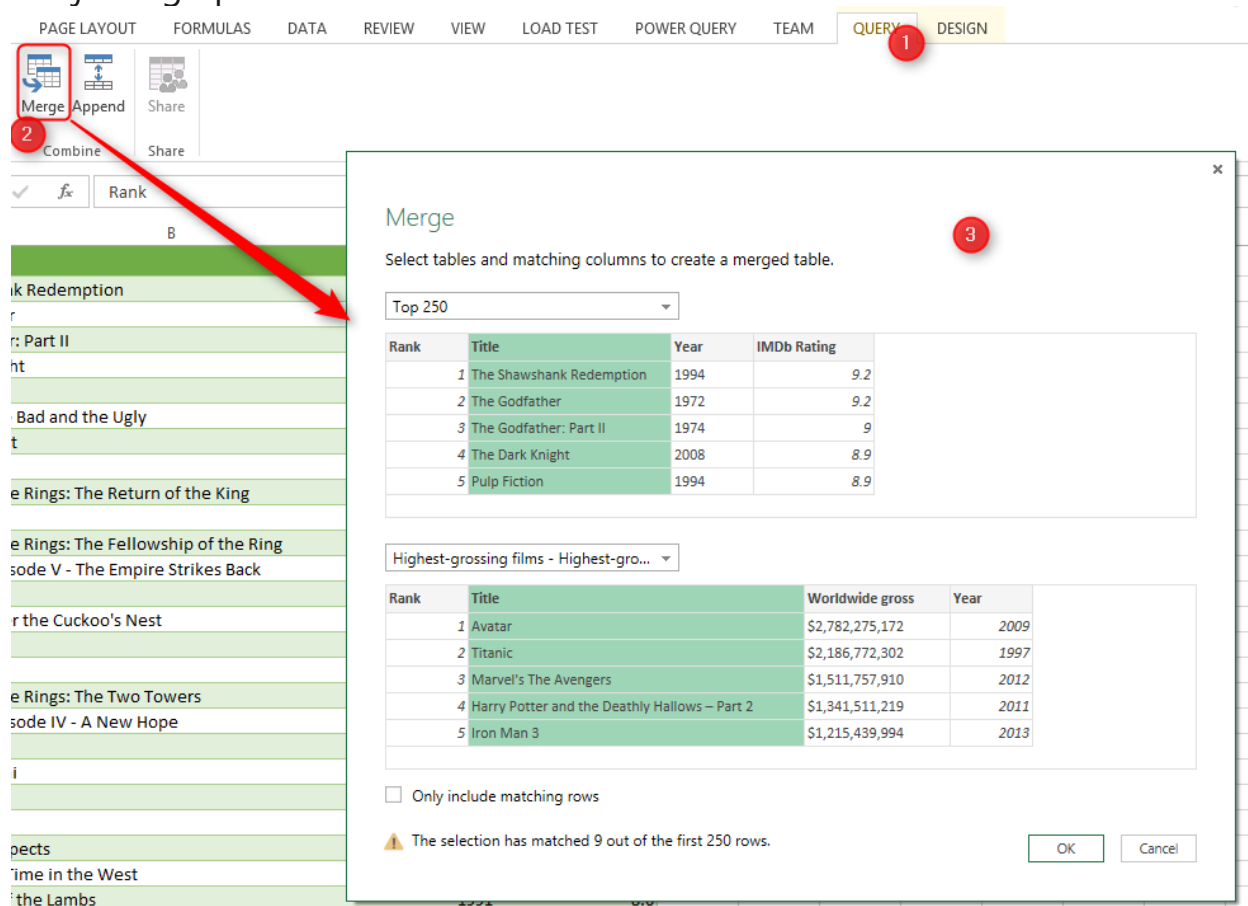 PAGE LAYOUT FORMULAS DATA REVIEW VIEW LOAD TEST POWER QUERY TEAM QUERY DESIGN
1
Merge Append Share
2
Combine Share
fx Rank
B
Merge
3
Select tables and matching columns to create a merged table.
Top 250
Rank Title Year IMDb Rating
1 The Shawshank Redemption 1994 9.2
2 The Godfather 1972 9.2
3 The Godfather: Part II 1974 9
4 The Dark Knight 2008 8.9
5 Pulp Fiction 1994 8.9
Highest-grossing films - Highest-gro...
Rank Title Worldwide gross Year
1 Avatar $2,782,275,172 2009
2 Titanic $2,186,772,302 1997
3 Marvel's The Avengers $1,511,757,910 2012
4 Harry Potter and the Deathly Hallows – Part 2 $1,341,511,219 2011
5 Iron Man 3 $1,215,439,994 2013
Only include matching rows
The selection has matched 9 out of the first 250 rows.
OK Cancel
k Redemption
r
r: Part II
ht
Bad and the Ugly
t
e Rings: The Return of the King
e Rings: The Fellowship of the Ring
sode V - The Empire Strikes Back
r the Cuckoo's Nest
e Rings: The Two Towers
sode IV - A New Hope
i
pects
Time in the West
the Lambs